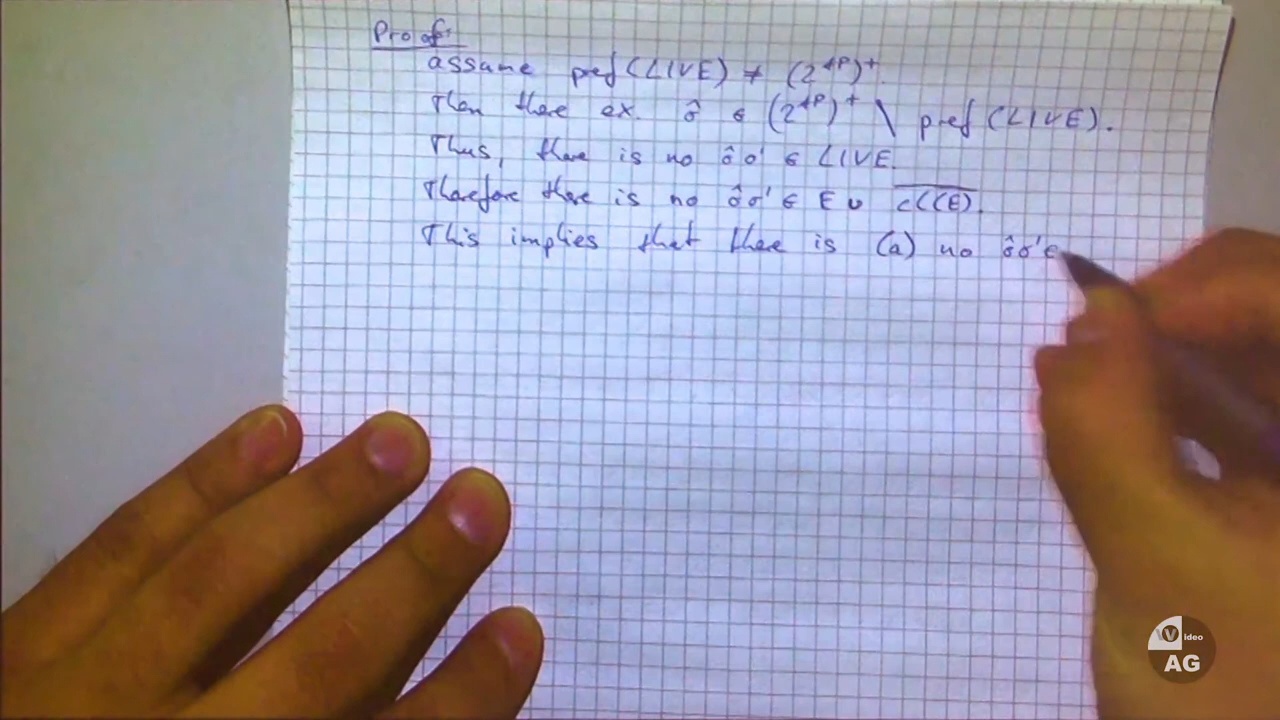 Proof:
assume pref(LIVE) ≠ (2^AP)^+.
Then there ex. σ̂ ∈ (2^AP)^+ \ pref(LIVE).
Thus, there is no σ̂σ' ∈ LIVE.
Therefore there is no σ̂σ' ∈ E ∪ \overline{cl(E)}.
This implies that there is (a) no σ̂σ' ∈
Video
AG